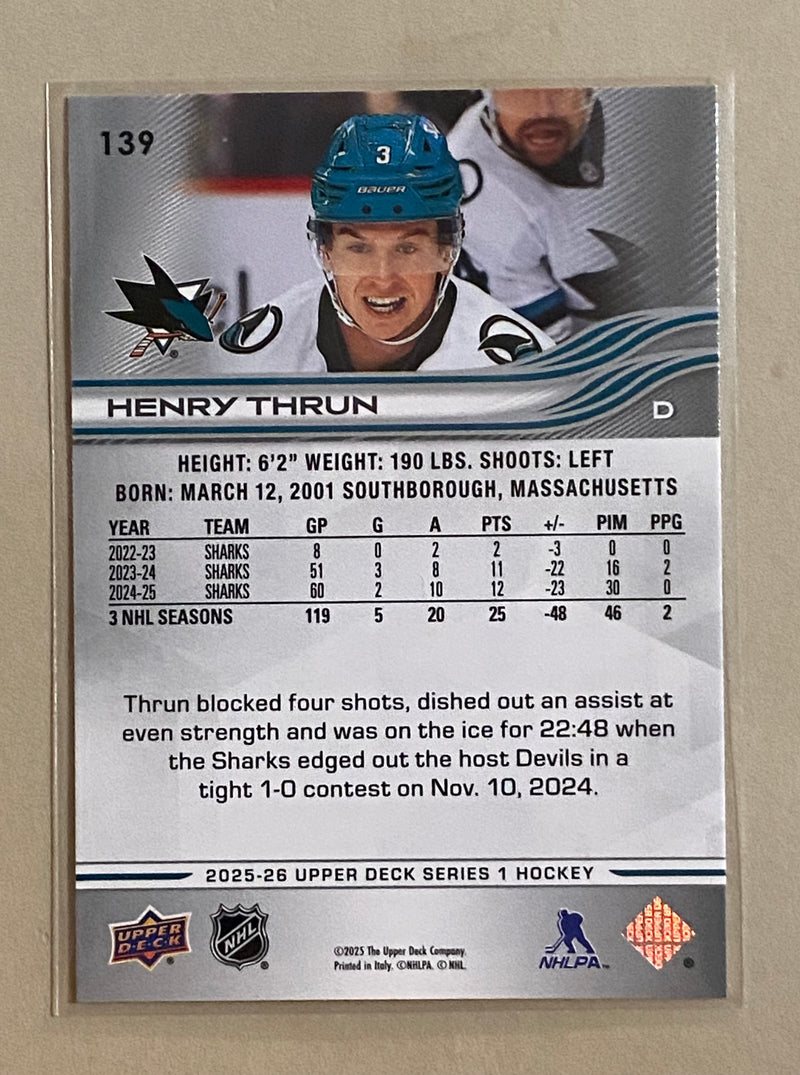 139
3
BAUER
HENRY THRUN
D
HEIGHT: 6'2" WEIGHT: 190 LBS. SHOOTS: LEFT
BORN: MARCH 12, 2001 SOUTHBOROUGH, MASSACHUSETTS
YEAR TEAM GP G A PTS +/- PIM PPG
2022-23 SHARKS 8 0 2 2 -3 0 0
2023-24 SHARKS 51 3 8 11 -22 16 2
2024-25 SHARKS 60 2 10 12 -23 30 0
3 NHL SEASONS 119 5 20 25 -48 46 2
Thrun blocked four shots, dished out an assist at
even strength and was on the ice for 22:48 when
the Sharks edged out the host Devils in a
tight 1-0 contest on Nov. 10, 2024.
2025-26 UPPER DECK SERIES 1 HOCKEY
UPPER
D·E·C·K
®
NHL
®
©2025 The Upper Deck Company.
Printed in Italy. ©NHLPA. © NHL.
NHLPA™
®